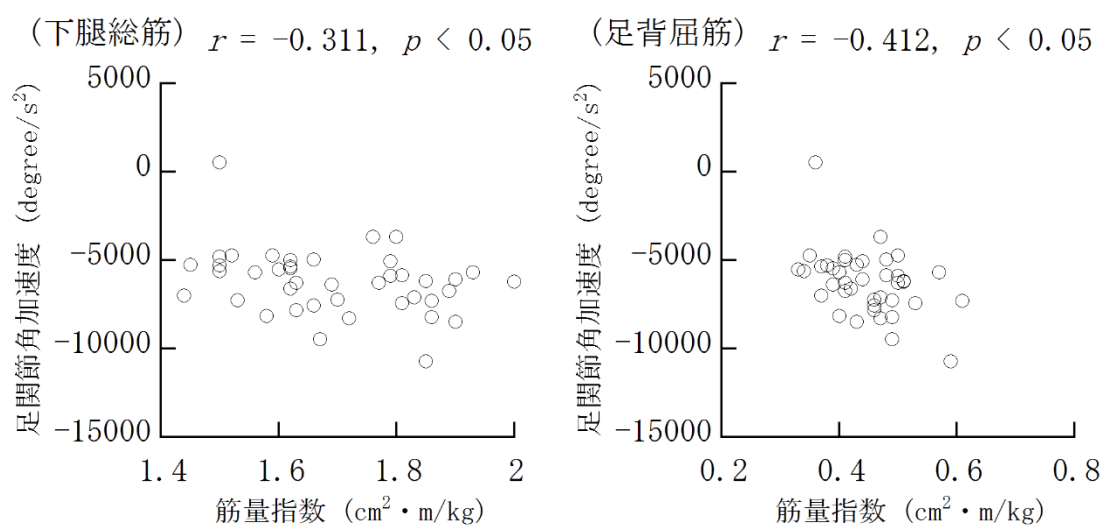 (下腿総筋) r = -0.311, p < 0.05
足関節角加速度 (degree/s²)
5000
0
-5000
-10000
-15000
1.4 1.6 1.8 2
筋量指数 (cm²・m/kg)
(足背屈筋) r = -0.412, p < 0.05
足関節角加速度 (degree/s²)
5000
0
-5000
-10000
-15000
0.2 0.4 0.6 0.8
筋量指数 (cm²・m/kg)